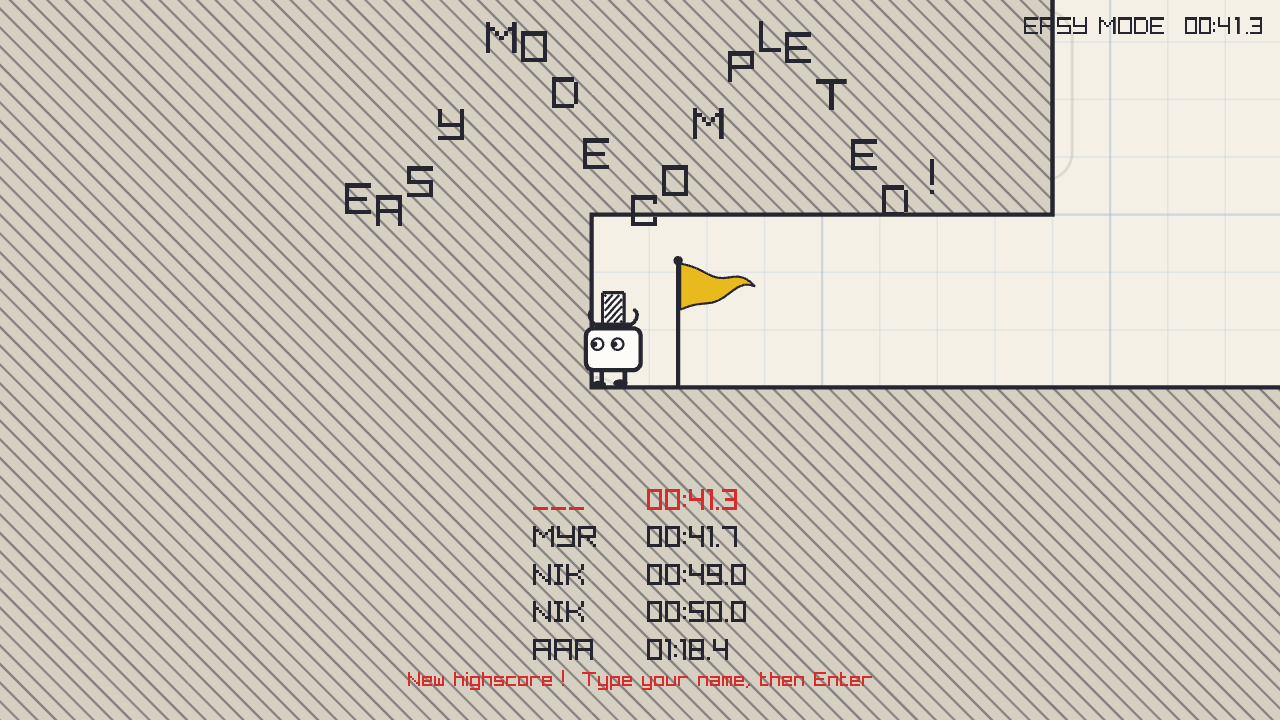 EASY MODE 00:41.3
EASY MODE COMPLETED!
___ 00:41.3
MYR 00:41.7
NIK 00:49.0
NIK 00:50.0
AAA 01:18.4
New highscore! Type your name, then Enter